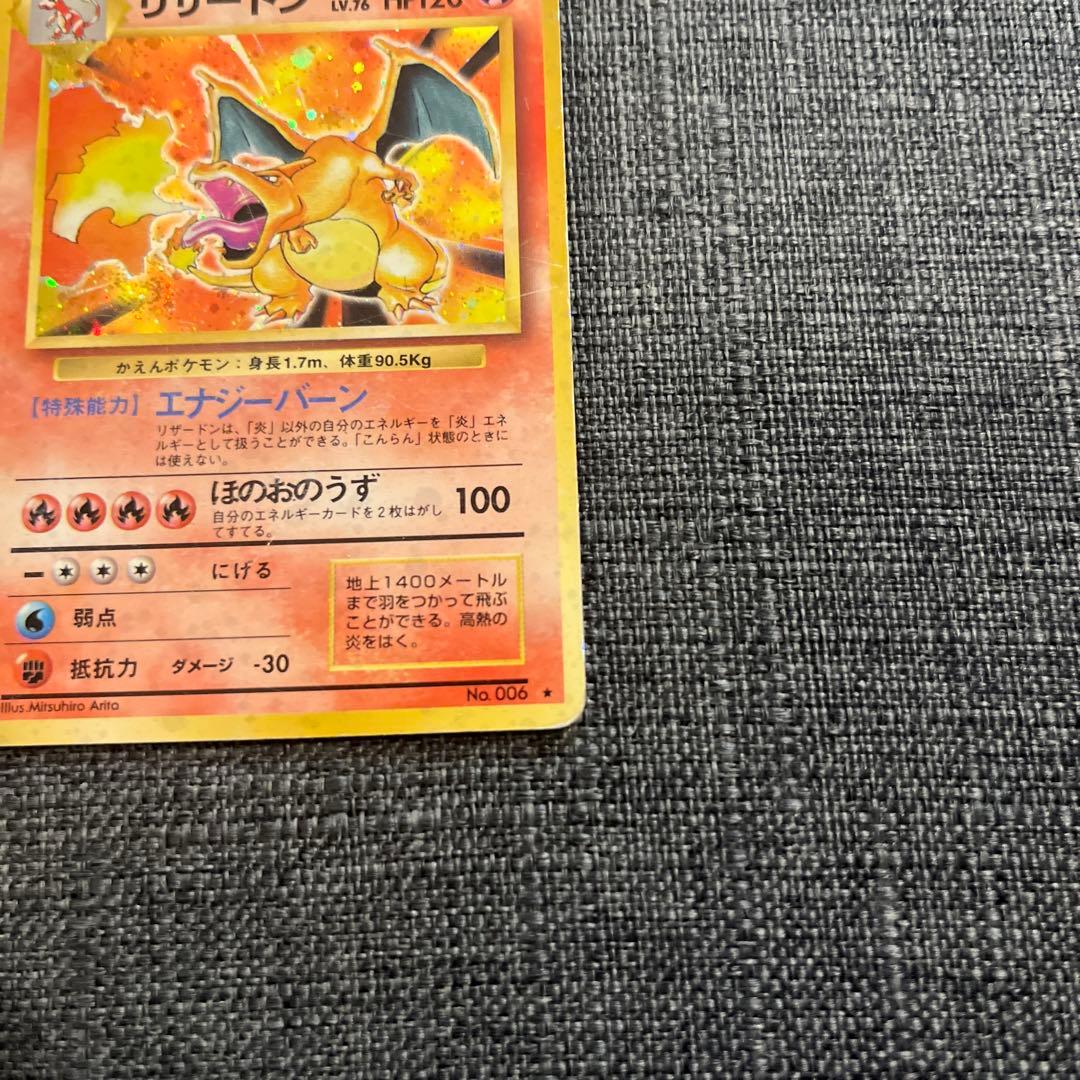 リザードン LV.76 HP120
かえんポケモン：身長1.7m、体重90.5Kg
【特殊能力】エナジーバーン
リザードンは、「炎」以外の自分のエネルギーを「炎」エネ
ルギーとして扱うことができる。「こんらん」状態のときに
は使えない。
ほのおのうず 100
自分のエネルギーカードを2枚はがし
てすてる。
にげる
弱点
抵抗力 ダメージ -30
地上1400メートル
まで羽をつかって飛ぶ
ことができる。高熱の
炎をはく。
Illus.Mitsuhiro Arita
No. 006 ★